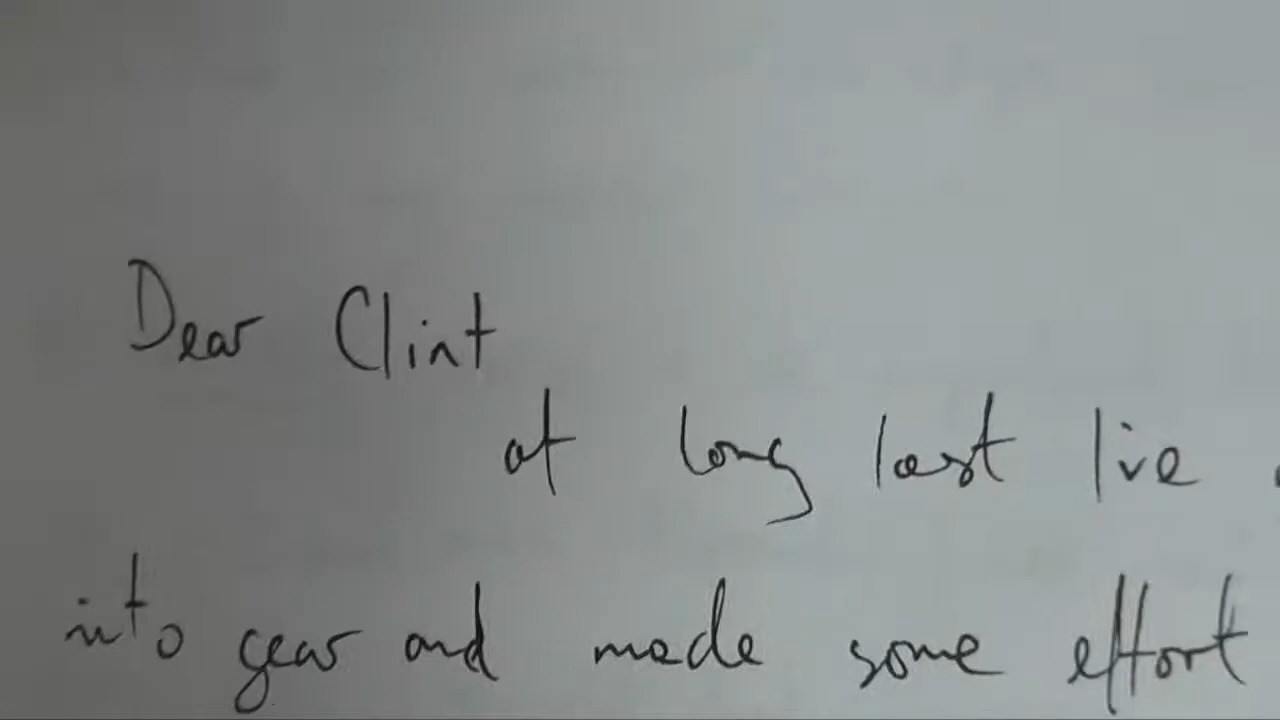 Dear Clint
at long last I've
into gear and made some effort